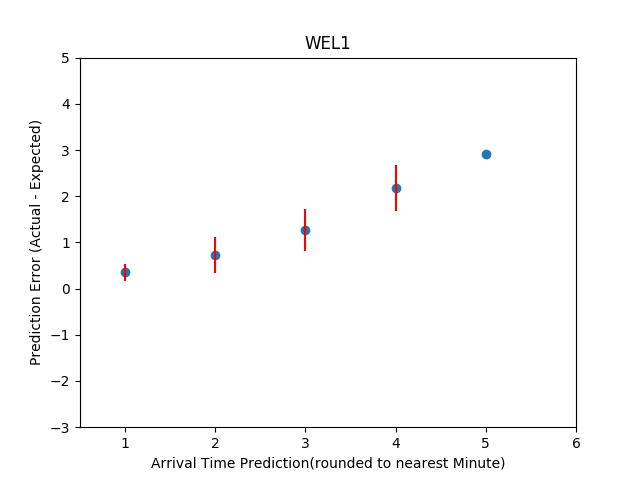 WEL1
5
4
3
2
1
0
−1
−2
−3
Prediction Error (Actual - Expected)
1 2 3 4 5 6
Arrival Time Prediction(rounded to nearest Minute)